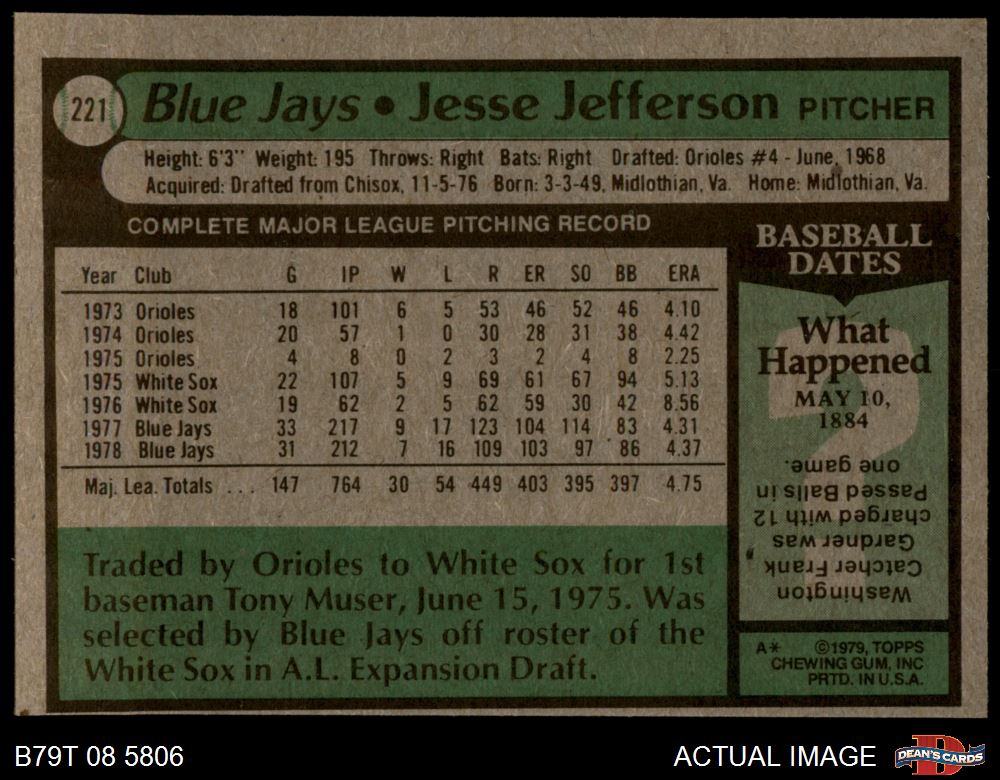 221 Blue Jays • Jesse Jefferson PITCHER
Height: 6'3" Weight: 195 Throws: Right Bats: Right Drafted: Orioles #4 - June, 1968
Acquired: Drafted from Chisox, 11-5-76 Born: 3-3-49, Midlothian, Va. Home: Midlothian, Va.
COMPLETE MAJOR LEAGUE PITCHING RECORD
Year Club G IP W L R ER SO BB ERA
1973 Orioles 18 101 6 5 53 46 52 46 4.10
1974 Orioles 20 57 1 0 30 28 31 38 4.42
1975 Orioles 4 8 0 2 3 2 4 8 2.25
1975 White Sox 22 107 5 9 69 61 67 94 5.13
1976 White Sox 19 62 2 5 62 59 30 42 8.56
1977 Blue Jays 33 217 9 17 123 104 114 83 4.31
1978 Blue Jays 31 212 7 16 109 103 97 86 4.37
Maj. Lea. Totals ... 147 764 30 54 449 403 395 397 4.75
Traded by Orioles to White Sox for 1st
baseman Tony Muser, June 15, 1975. Was
selected by Blue Jays off roster of the
White Sox in A.L. Expansion Draft.
BASEBALL
DATES
What
Happened
MAY 10,
1884
Washington
Catcher Frank
Gardner was
charged with 12
Passed Balls in
one game.
A* ©1979, TOPPS
CHEWING GUM, INC
PRTD. IN U.S.A.
B79T 08 5806
ACTUAL IMAGE
D
DEAN'S CARDS